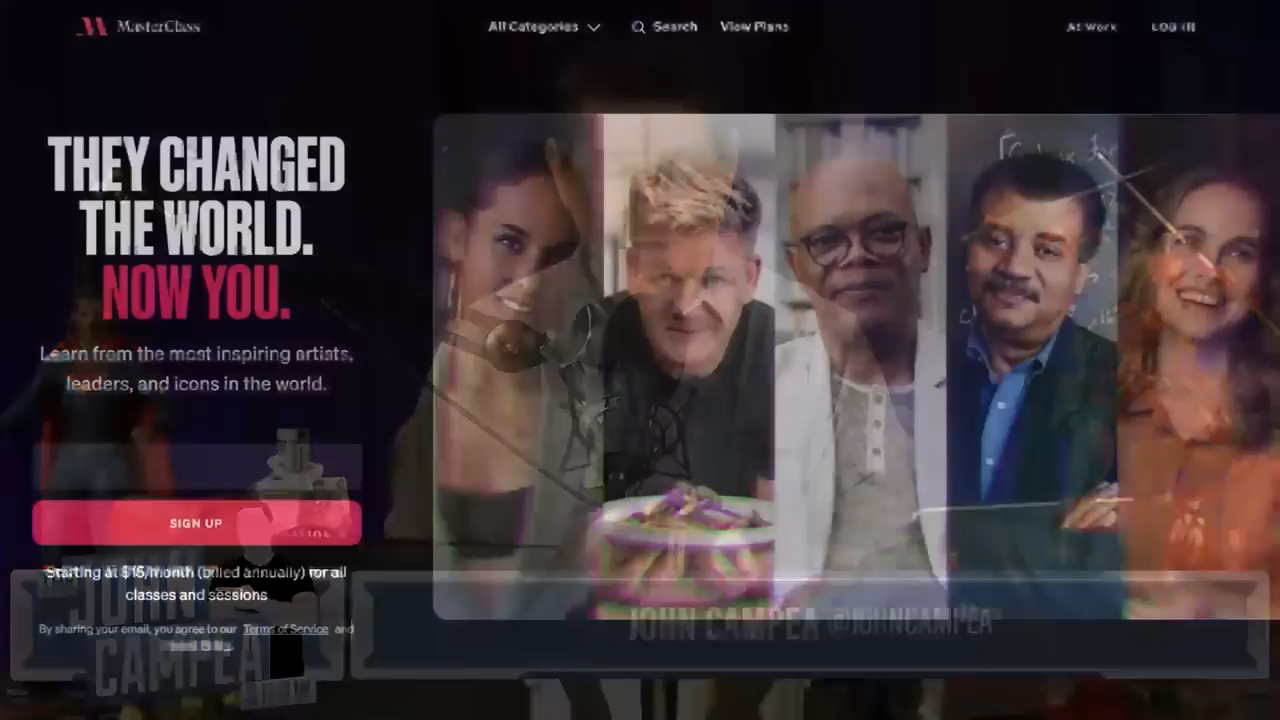 MasterClass
All Categories
Search
View Plans
At Work
LOG IN
THEY CHANGED
THE WORLD.
NOW YOU.
Learn from the most inspiring artists,
leaders, and icons in the world.
SIGN UP
Starting at $15/month (billed annually) for all
classes and sessions
By sharing your email, you agree to our Terms of Service and
JOHN
CAMPEA
JOHN CAMPEA @JOHNCAMPEA